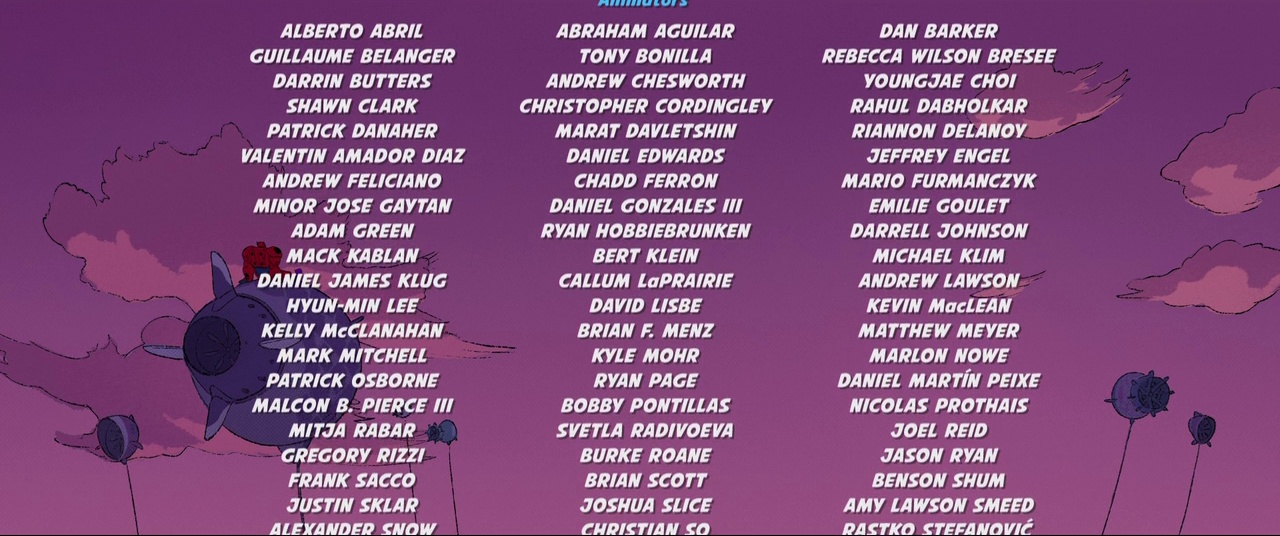 Animators
ALBERTO ABRIL ABRAHAM AGUILAR DAN BARKER
GUILLAUME BELANGER TONY BONILLA REBECCA WILSON BRESEE
DARRIN BUTTERS ANDREW CHESWORTH YOUNGJAE CHOI
SHAWN CLARK CHRISTOPHER CORDINGLEY RAHUL DABHOLKAR
PATRICK DANAHER MARAT DAVLETSHIN RIANNON DELANOY
VALENTIN AMADOR DIAZ DANIEL EDWARDS JEFFREY ENGEL
ANDREW FELICIANO CHADD FERRON MARIO FURMANCZYK
MINOR JOSE GAYTAN DANIEL GONZALES III EMILIE GOULET
ADAM GREEN RYAN HOBBIEBRUNKEN DARRELL JOHNSON
MACK KABLAN BERT KLEIN MICHAEL KLIM
DANIEL JAMES KLUG CALLUM LaPRAIRIE ANDREW LAWSON
HYUN-MIN LEE DAVID LISBE KEVIN MacLEAN
KELLY McCLANAHAN BRIAN F. MENZ MATTHEW MEYER
MARK MITCHELL KYLE MOHR MARLON NOWE
PATRICK OSBORNE RYAN PAGE DANIEL MARTÍN PEIXE
MALCON B. PIERCE III BOBBY PONTILLAS NICOLAS PROTHAIS
MITJA RABAR SVETLA RADIVOEVA JOEL REID
GREGORY RIZZI BURKE ROANE JASON RYAN
FRANK SACCO BRIAN SCOTT BENSON SHUM
JUSTIN SKLAR JOSHUA SLICE AMY LAWSON SMEED
ALEXANDER SNOW CHRISTIAN SO RASTKO STEFANOVIĆ